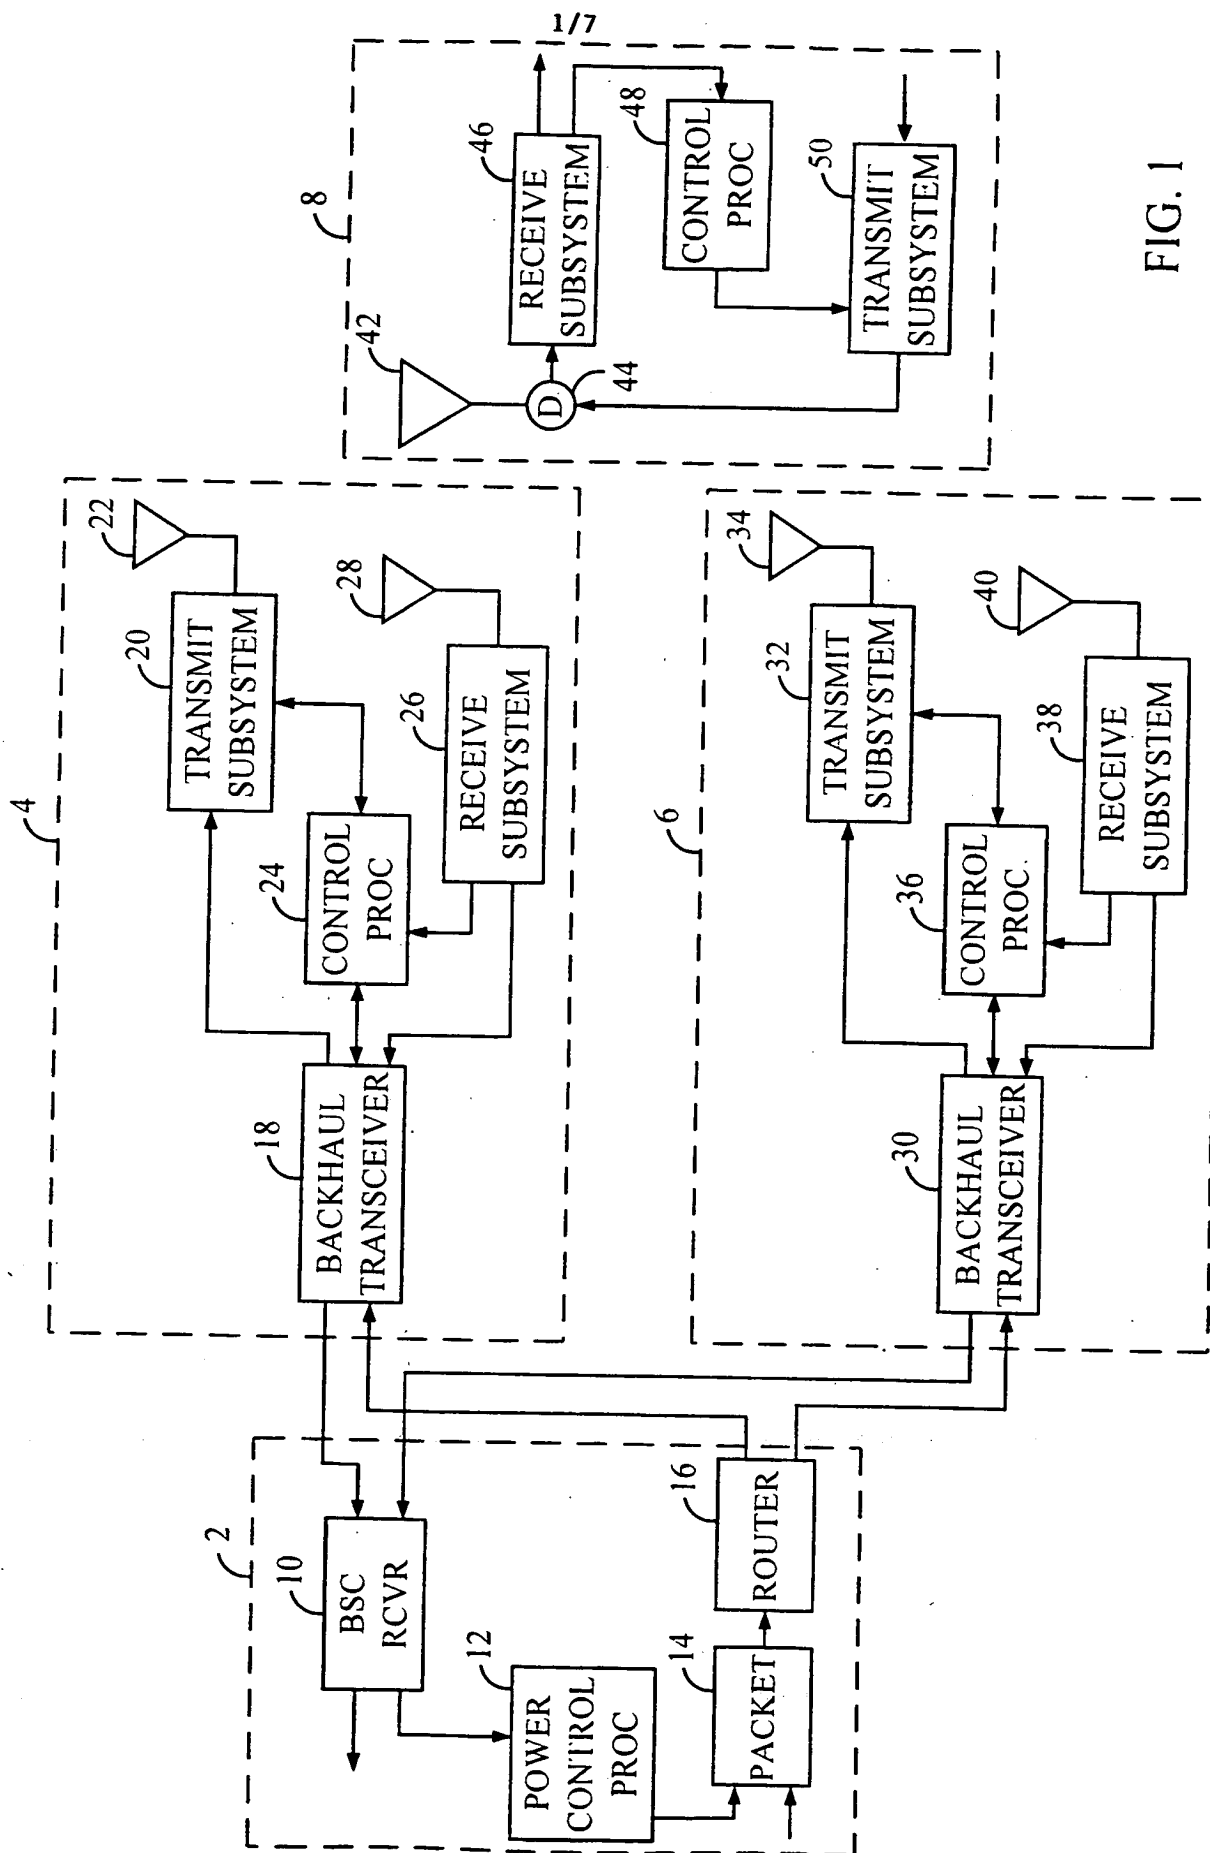 1/7
2
10
BSC
RCVR
12
POWER
CONTROL
PROC
14
PACKET
16
ROUTER
4
18
BACKHAUL
TRANSCEIVER
20
TRANSMIT
SUBSYSTEM
22
24
CONTROL
PROC
26
RECEIVE
SUBSYSTEM
28
6
30
BACKHAUL
TRANSCEIVER
32
TRANSMIT
SUBSYSTEM
34
36
CONTROL
PROC
38
RECEIVE
SUBSYSTEM
40
8
42
D
44
46
RECEIVE
SUBSYSTEM
48
CONTROL
PROC
50
TRANSMIT
SUBSYSTEM
FIG. 1